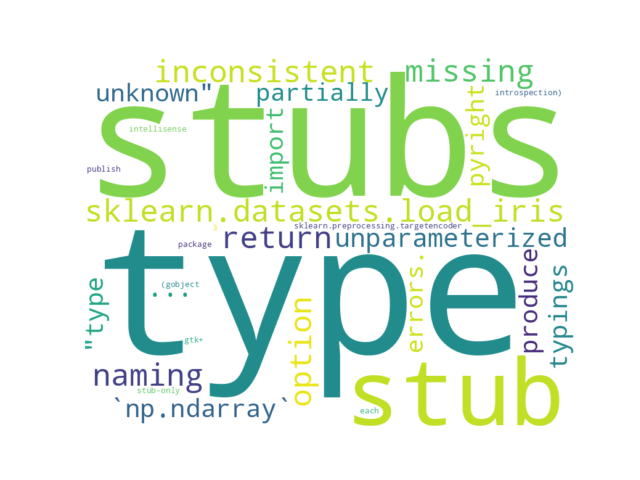 inconsistent missing
unknown" partially introspection)
stubs
intellisense
import
pyright
publish
sklearn.datasets.load_iris
3
sklearn.preprocessing.targetencoder
package return unparameterized
type
"type
...
(gobject
gtk+
option
errors.
produce
typings
naming
stub-only
stub
`np.ndarray`
each